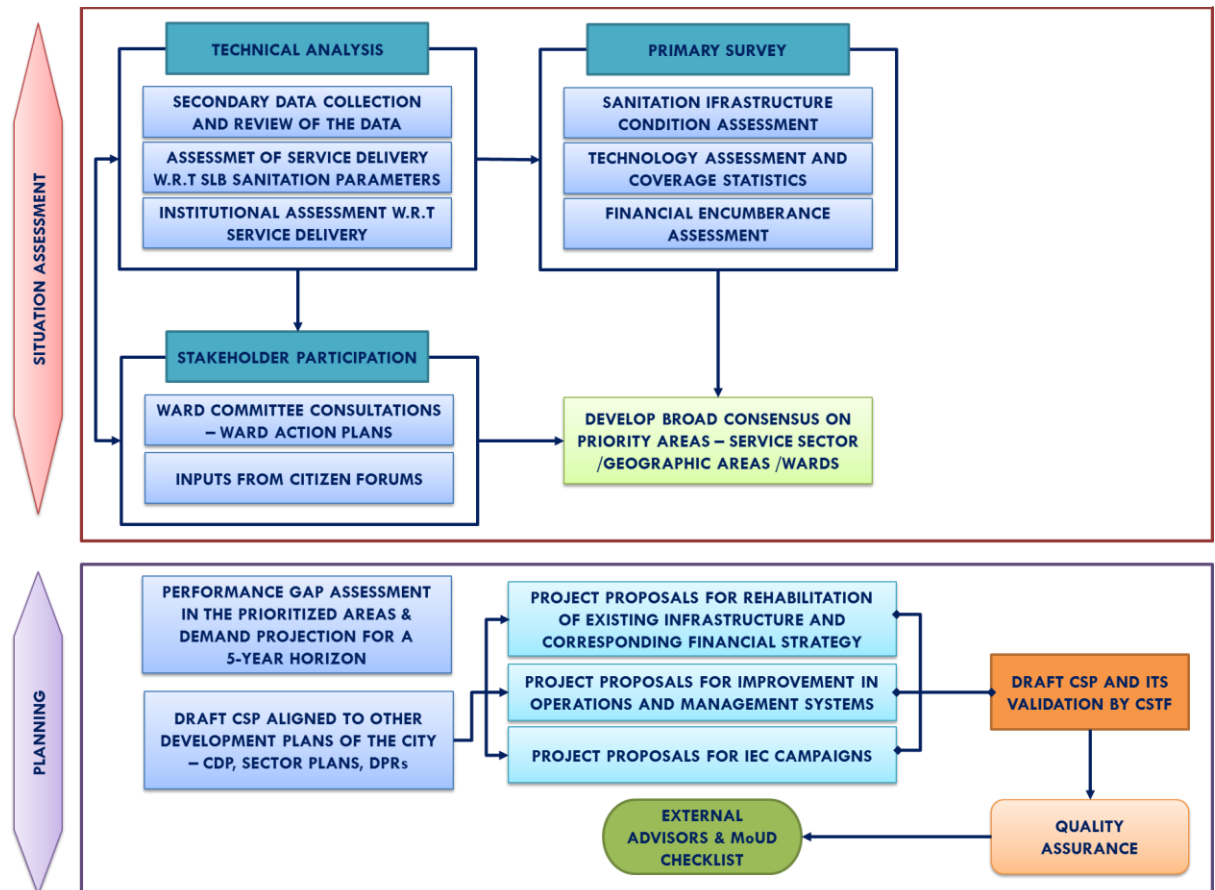 SITUATION ASSESSMENT
TECHNICAL ANALYSIS
SECONDARY DATA COLLECTION
AND REVIEW OF THE DATA
ASSESSMET OF SERVICE DELIVERY
W.R.T SLB SANITATION PARAMETERS
INSTITUTIONAL ASSESSMENT W.R.T
SERVICE DELIVERY
PRIMARY SURVEY
SANITATION IFRASTRUCTURE
CONDITION ASSESSMENT
TECHNOLOGY ASSESSMENT AND
COVERAGE STATISTICS
FINANCIAL ENCUMBERANCE
ASSESSMENT
STAKEHOLDER PARTICIPATION
WARD COMMITTEE CONSULTATIONS
– WARD ACTION PLANS
INPUTS FROM CITIZEN FORUMS
DEVELOP BROAD CONSENSUS ON
PRIORITY AREAS – SERVICE SECTOR
/GEOGRAPHIC AREAS /WARDS
PLANNING
PERFORMANCE GAP ASSESSMENT
IN THE PRIORITIZED AREAS &
DEMAND PROJECTION FOR A
5-YEAR HORIZON
DRAFT CSP ALIGNED TO OTHER
DEVELOPMENT PLANS OF THE CITY
– CDP, SECTOR PLANS, DPRs
PROJECT PROPOSALS FOR REHABILITATION
OF EXISTING INFRASTRUCTURE AND
CORRESPONDING FINANCIAL STRATEGY
PROJECT PROPOSALS FOR IMPROVEMENT IN
OPERATIONS AND MANAGEMENT SYSTEMS
PROJECT PROPOSALS FOR IEC CAMPAIGNS
DRAFT CSP AND ITS
VALIDATION BY CSTF
QUALITY
ASSURANCE
EXTERNAL
ADVISORS & MoUD
CHECKLIST